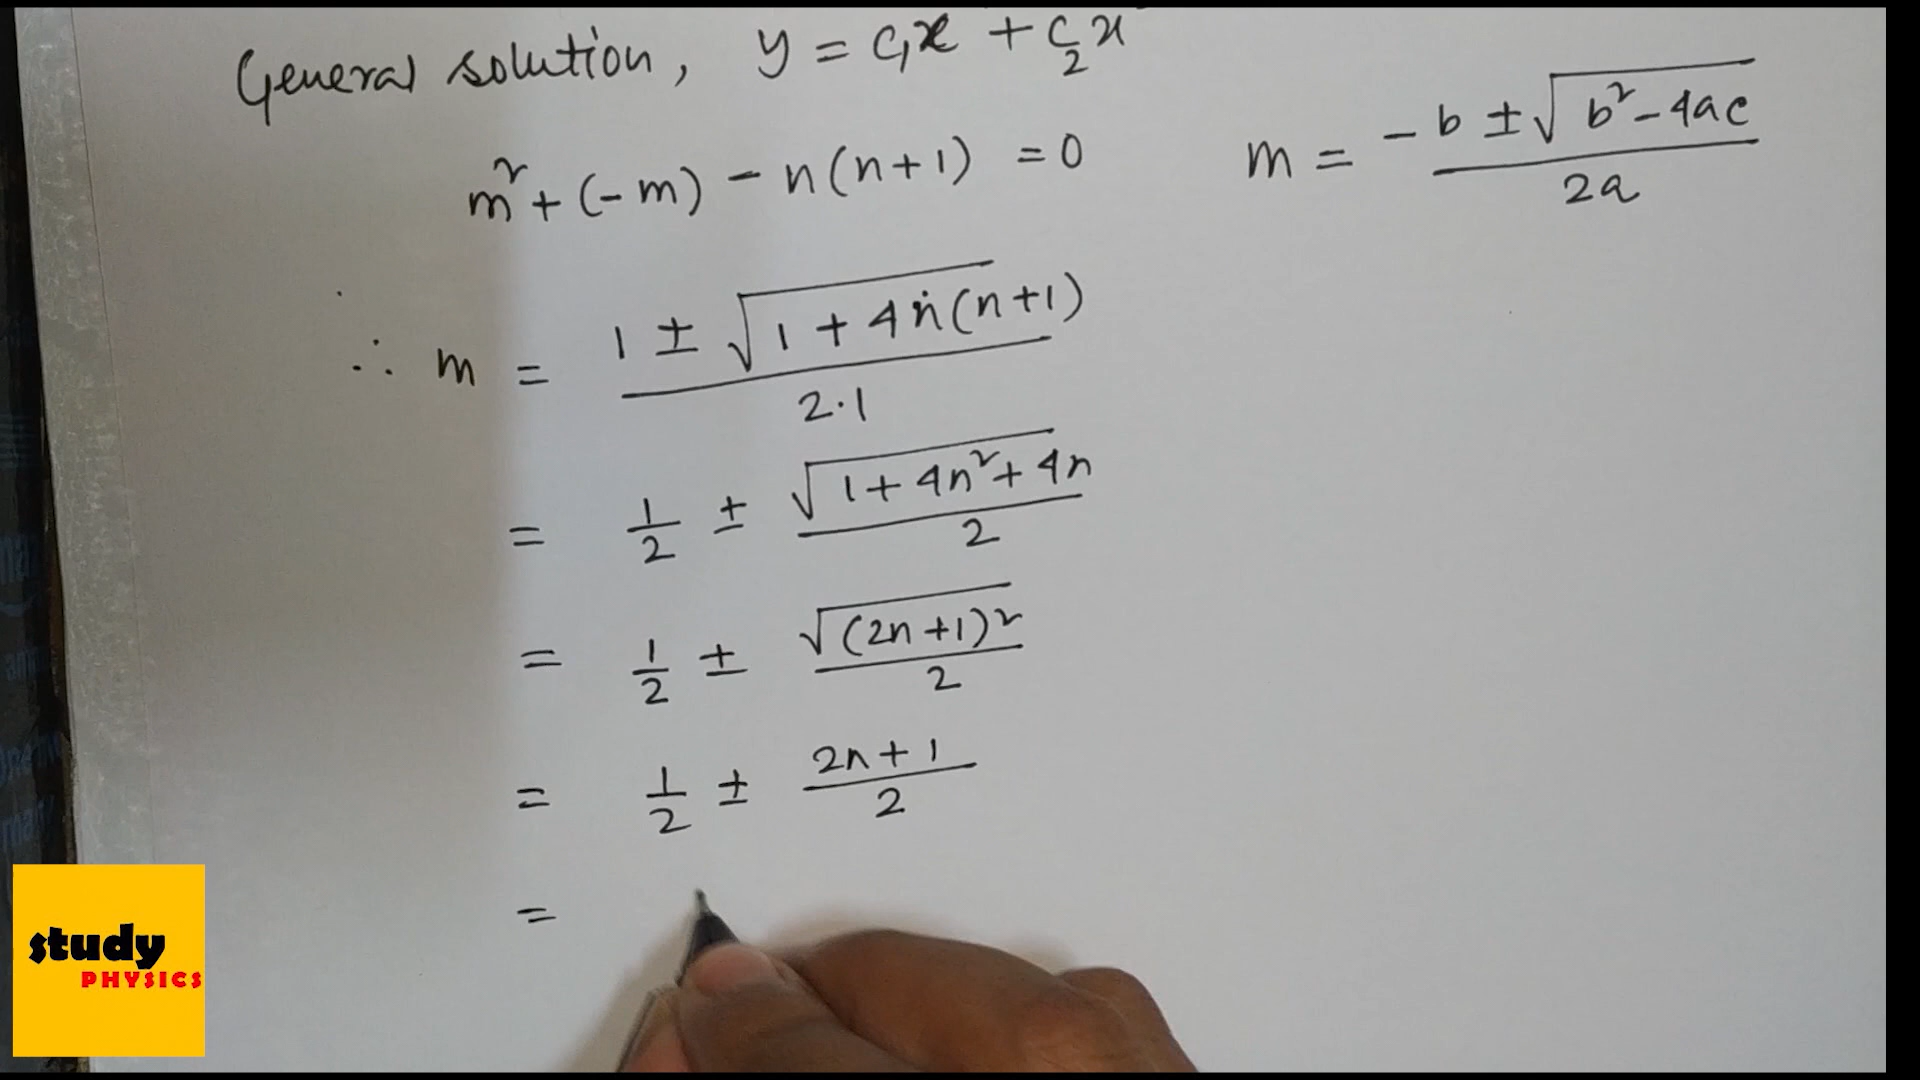 General solution, y = c₁x + c₂x
m² + (-m) - n(n+1) = 0
m = -b ± √(b² - 4ac) / 2a
∴ m = 1 ± √(1 + 4n(n+1)) / 2·1
= 1/2 ± √(1 + 4n² + 4n) / 2
= 1/2 ± √((2n+1)²) / 2
= 1/2 ± (2n+1) / 2
=
study
PHYSICS